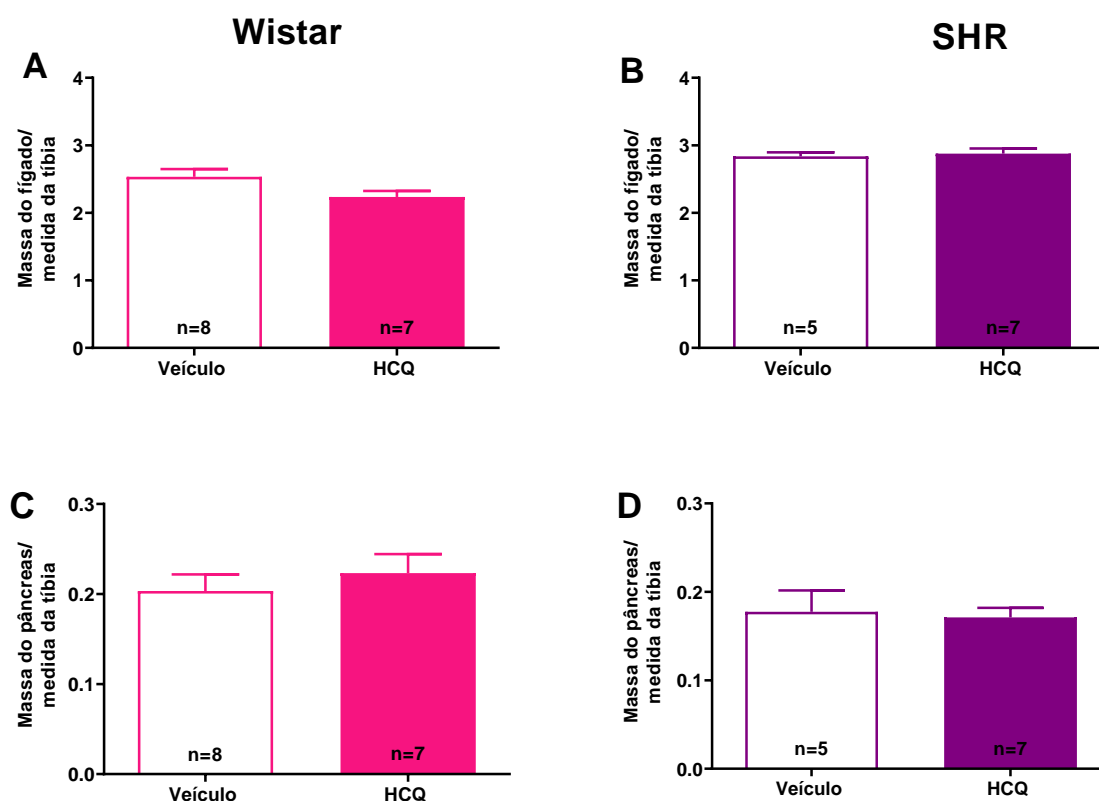 Wistar
SHR
A
4
3
2
1
0
Massa do fígado/
medida da tíbia
n=8
n=7
Veículo
HCQ
B
4
3
2
1
0
Massa do fígado/
medida da tíbia
n=5
n=7
Veículo
HCQ
C
0.3
0.2
0.1
0.0
Massa do pâncreas/
medida da tíbia
n=8
n=7
Veículo
HCQ
D
0.3
0.2
0.1
0.0
Massa do pâncreas/
medida da tíbia
n=5
n=7
Veículo
HCQ